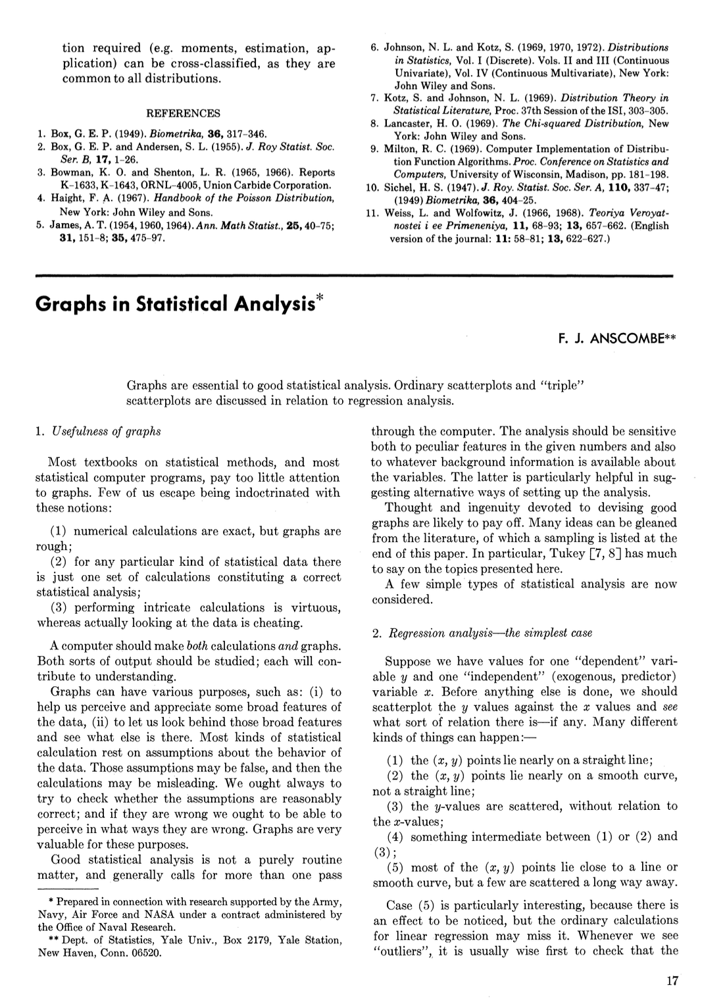 tion required (e.g. moments, estimation, ap-
plication) can be cross-classified, as they are
common to all distributions.
REFERENCES
1. Box, G. E. P. (1949). Biometrika, 36, 317-346.
2. Box, G. E. P. and Andersen, S. L. (1955). J. Roy Statist. Soc.
Ser. B, 17, 1-26.
3. Bowman, K. O. and Shenton, L. R. (1965, 1966). Reports
K-1633, K-1643, ORNL-4005, Union Carbide Corporation.
4. Haight, F. A. (1967). Handbook of the Poisson Distribution,
New York: John Wiley and Sons.
5. James, A. T. (1954, 1960, 1964). Ann. Math Statist., 25, 40-75;
31, 151-8; 35, 475-97.
6. Johnson, N. L. and Kotz, S. (1969, 1970, 1972). Distributions
in Statistics, Vol. I (Discrete). Vols. II and III (Continuous
Univariate), Vol. IV (Continuous Multivariate), New York:
John Wiley and Sons.
7. Kotz, S. and Johnson, N. L. (1969). Distribution Theory in
Statistical Literature, Proc. 37th Session of the ISI, 303-305.
8. Lancaster, H. O. (1969). The Chi-squared Distribution, New
York: John Wiley and Sons.
9. Milton, R. C. (1969). Computer Implementation of Distribu-
tion Function Algorithms. Proc. Conference on Statistics and
Computers, University of Wisconsin, Madison, pp. 181-198.
10. Sichel, H. S. (1947). J. Roy. Statist. Soc. Ser. A, 110, 337-47;
(1949) Biometrika, 36, 404-25.
11. Weiss, L. and Wolfowitz, J. (1966, 1968). Teoriya Veroyat-
nostei i ee Primeneniya, 11, 68-93; 13, 657-662. (English
version of the journal: 11: 58-81; 13, 622-627.)
Graphs in Statistical Analysis*
F. J. ANSCOMBE**
Graphs are essential to good statistical analysis. Ordinary scatterplots and "triple"
scatterplots are discussed in relation to regression analysis.
1. Usefulness of graphs
Most textbooks on statistical methods, and most
statistical computer programs, pay too little attention
to graphs. Few of us escape being indoctrinated with
these notions:
(1) numerical calculations are exact, but graphs are
rough;
(2) for any particular kind of statistical data there
is just one set of calculations constituting a correct
statistical analysis;
(3) performing intricate calculations is virtuous,
whereas actually looking at the data is cheating.
A computer should make both calculations and graphs.
Both sorts of output should be studied; each will con-
tribute to understanding.
Graphs can have various purposes, such as: (i) to
help us perceive and appreciate some broad features of
the data, (ii) to let us look behind those broad features
and see what else is there. Most kinds of statistical
calculation rest on assumptions about the behavior of
the data. Those assumptions may be false, and then the
calculations may be misleading. We ought always to
try to check whether the assumptions are reasonably
correct; and if they are wrong we ought to be able to
perceive in what ways they are wrong. Graphs are very
valuable for these purposes.
Good statistical analysis is not a purely routine
matter, and generally calls for more than one pass
* Prepared in connection with research supported by the Army,
Navy, Air Force and NASA under a contract administered by
the Office of Naval Research.
** Dept. of Statistics, Yale Univ., Box 2179, Yale Station,
New Haven, Conn. 06520.
through the computer. The analysis should be sensitive
both to peculiar features in the given numbers and also
to whatever background information is available about
the variables. The latter is particularly helpful in sug-
gesting alternative ways of setting up the analysis.
Thought and ingenuity devoted to devising good
graphs are likely to pay off. Many ideas can be gleaned
from the literature, of which a sampling is listed at the
end of this paper. In particular, Tukey [7, 8] has much
to say on the topics presented here.
A few simple types of statistical analysis are now
considered.
2. Regression analysis—the simplest case
Suppose we have values for one "dependent" vari-
able y and one "independent" (exogenous, predictor)
variable x. Before anything else is done, we should
scatterplot the y values against the x values and see
what sort of relation there is—if any. Many different
kinds of things can happen:—
(1) the (x, y) points lie nearly on a straight line;
(2) the (x, y) points lie nearly on a smooth curve,
not a straight line;
(3) the y-values are scattered, without relation to
the x-values;
(4) something intermediate between (1) or (2) and
(3);
(5) most of the (x, y) points lie close to a line or
smooth curve, but a few are scattered a long way away.
Case (5) is particularly interesting, because there is
an effect to be noticed, but the ordinary calculations
for linear regression may miss it. Whenever we see
"outliers", it is usually wise first to check that the
17